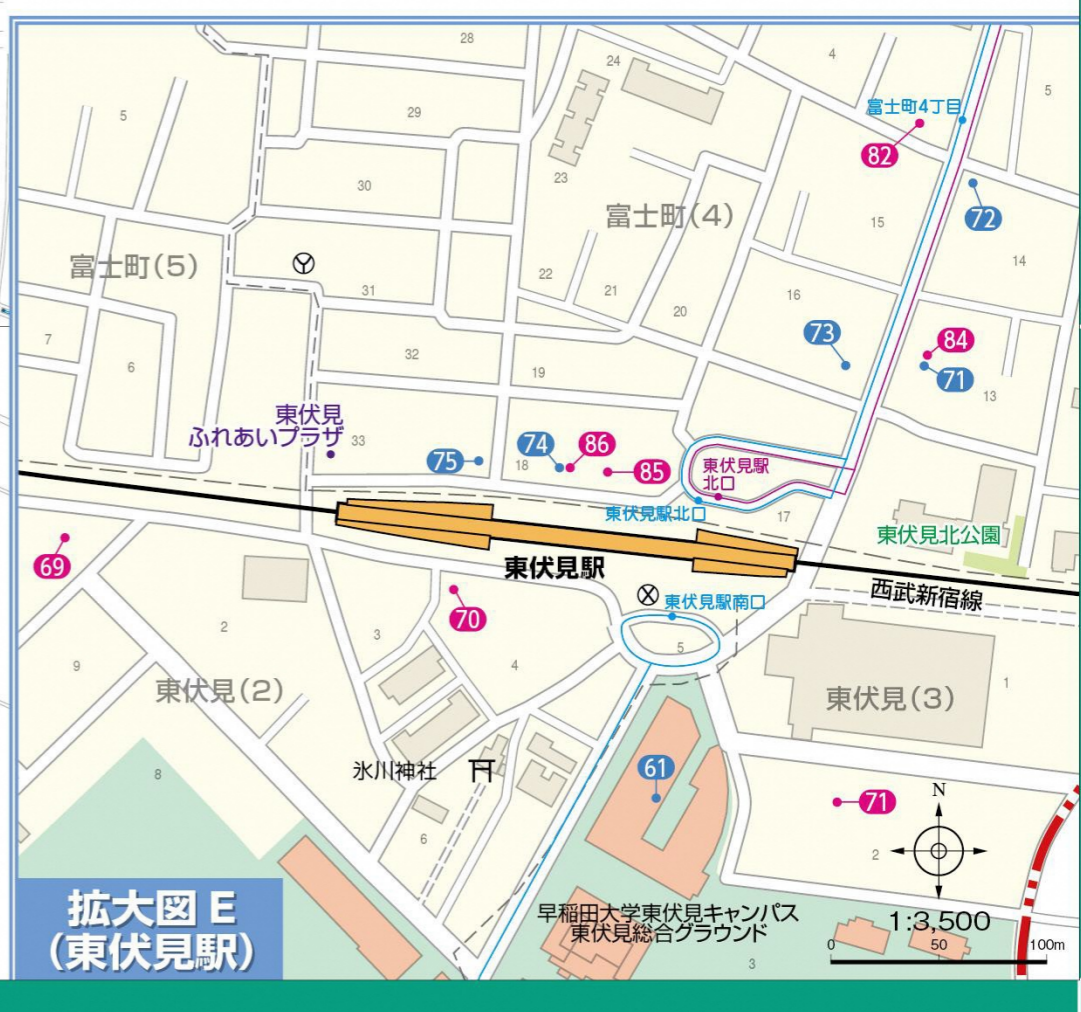 28
4
24
5
5
29
富士町4丁目
82
23
30
富士町(4)
15
72
富士町(5)
14
22
31
21
16
20
7
6
32
73
84
19
71
13
東伏見
ふれあいプラザ
33
75
18
74
86
85
東伏見駅
北口
東伏見駅北口
17
東伏見北公園
69
東伏見駅
西武新宿線
70
東伏見駅南口
2
3
4
5
9
東伏見(2)
東伏見(3)
1
8
氷川神社
61
71
N
6
2
拡大図 E
(東伏見駅)
早稲田大学東伏見キャンパス
東伏見総合グラウンド
3
1:3,500
0
50
100m